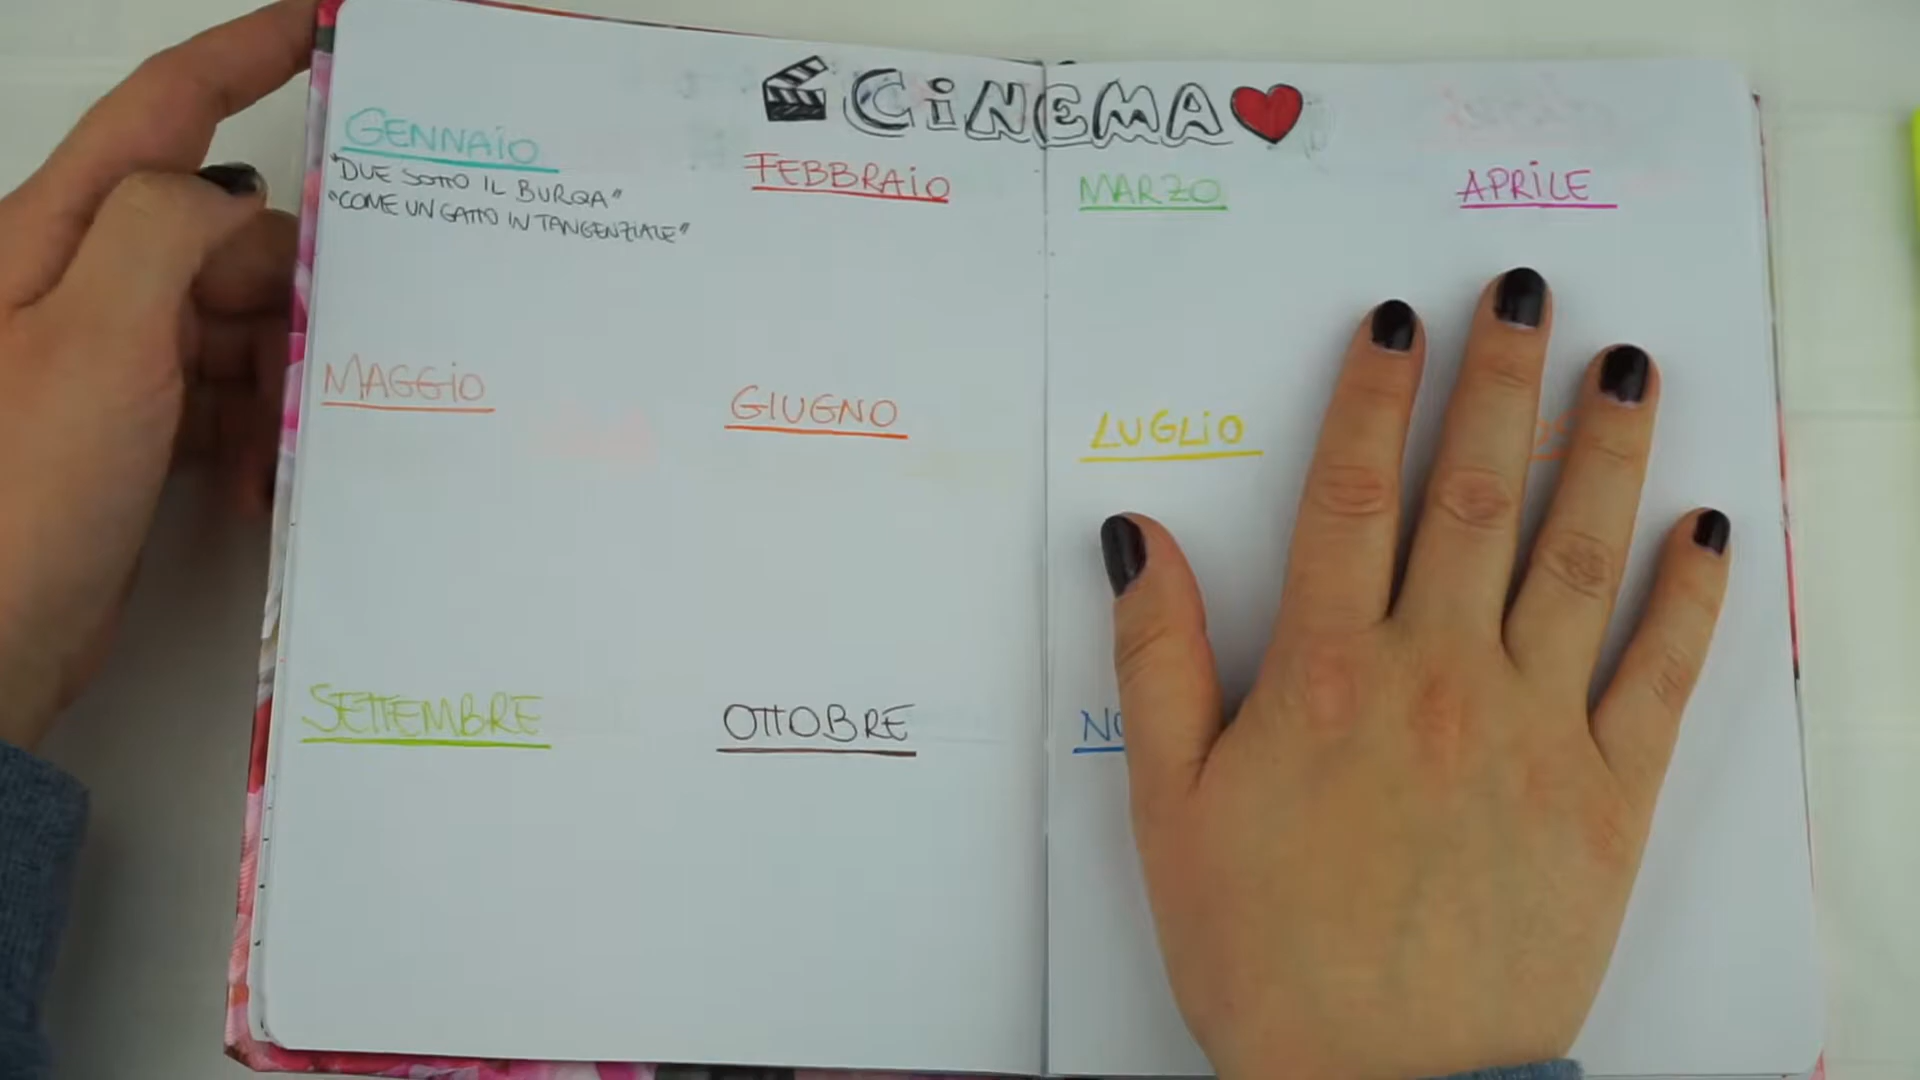 CINEMA
GENNAIO
"DUE SOTTO IL BURQA"
"COME UN GATTO IN TANGENZIALE"
FEBBRAIO
MARZO
APRILE
MAGGIO
GIUGNO
LUGLIO
SETTEMBRE
OTTOBRE